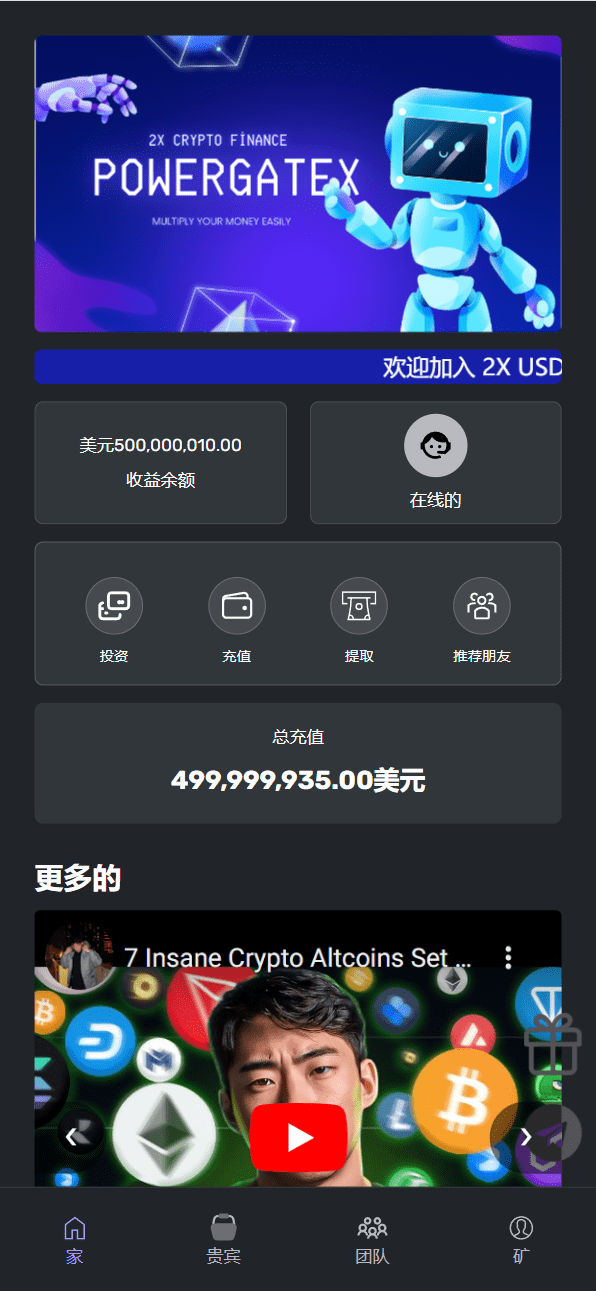 2X CRYPTO FİNANCE
POWERGATEX
MULTIPLY YOUR MONEY EASILY
欢迎加入 2X USD
美元500,000,010.00
收益余额
在线的
投资
充值
提取
推荐朋友
总充值
499,999,935.00美元
更多的
7 Insane Crypto Altcoins Set ...
家
贵宾
团队
矿